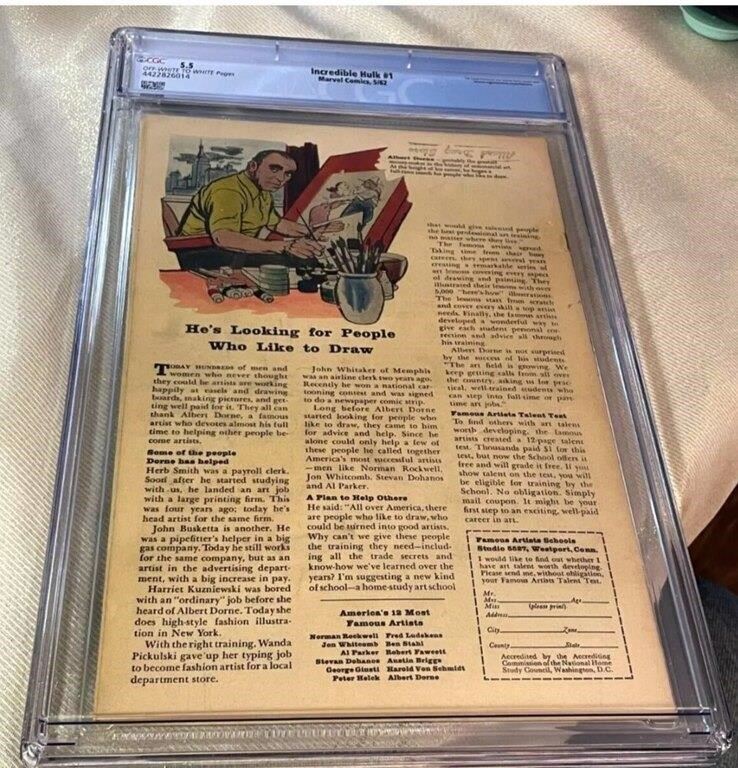 CGC 5.5
OFF-WHITE TO WHITE Pages
4422826014
Incredible Hulk #1
Marvel Comics, 5/62
Albert Dorne — probably the greatest
money-maker in the history of commercial art.
At the height of his career, he began a
full-time search for people who like to draw.
He's Looking for People
Who Like to Draw
TODAY HUNDREDS of men and
women who never thought
they could be artists are working
happily at easels and drawing
boards, making pictures, and get-
ting well paid for it. They all can
thank Albert Dorne, a famous
artist who devotes almost his full
time to helping other people be-
come artists.
Some of the people
Dorne has helped
Herb Smith was a payroll clerk.
Soon after he started studying
with us, he landed an art job
with a large printing firm. This
was four years ago; today he's
head artist for the same firm.
John Busketta is another. He
was a pipefitter's helper in a big
gas company. Today he still works
for the same company, but as an
artist in the advertising depart-
ment, with a big increase in pay.
Harriet Kuzniewski was bored
with an "ordinary" job before she
heard of Albert Dorne. Today she
does high-style fashion illustra-
tion in New York.
With the right training, Wanda
Pickulski gave up her typing job
to become fashion artist for a local
department store.
John Whitaker of Memphis
was an airline clerk two years ago.
Recently he won a national car-
tooning contest and was signed
to do a newspaper comic strip.
Long before Albert Dorne
started looking for people who
like to draw, they came to him
for advice and help. Since he
alone could only help a few of
these people he called together
America's most successful artists
—men like Norman Rockwell,
Jon Whitcomb, Stevan Dohanos
and Al Parker.
A Plan to Help Others
He said: "All over America, there
are people who like to draw, who
could be turned into good artists.
Why can't we give these people
the training they need—includ-
ing all the trade secrets and
know-how we've learned over the
years? I'm suggesting a new kind
of school—a home-study art school
America's 12 Most
Famous Artists
Norman Rockwell Fred Ludekens
Jon Whitcomb Ben Stahl
Al Parker Robert Fawcett
Stevan Dohanos Austin Briggs
George Giusti Harold Von Schmidt
Peter Helck Albert Dorne
that would give talented people
the best professional art training,
no matter where they live."
The famous artists agreed.
Taking time from their busy
careers, they spent several years
creating a remarkable series of
art lessons covering every aspect
of drawing and painting. They
illustrated their lessons with over
5,000 "here's-how" illustrations.
The lessons start from scratch
and cover every skill a top artist
needs. Finally, the famous artists
developed a wonderful way to
give each student personal cor-
rection and advice all through
his training.
Albert Dorne is not surprised
by the success of his students.
"The art field is growing. We
keep getting calls from all over
the country, asking us for prac-
tical, well-trained students who
can step into full-time or part-
time art jobs."
Famous Artists Talent Test
To find others with art talent
worth developing, the famous
artists created a 12-page talent
test. Thousands paid $1 for this
test, but now the School offers it
free and will grade it free. If you
show talent on the test, you will
be eligible for training by the
School. No obligation. Simply
mail coupon. It might be your
first step to an exciting, well-paid
career in art.
Famous Artists Schools
Studio 5827, Westport, Conn.
I would like to find out whether I
have art talent worth developing.
Please send me, without obligation,
your Famous Artists Talent Test.
Mr.
Mrs. Age
Miss (please print)
Address
City Zone
County State
Accredited by the Accrediting
Commission of the National Home
Study Council, Washington, D.C.